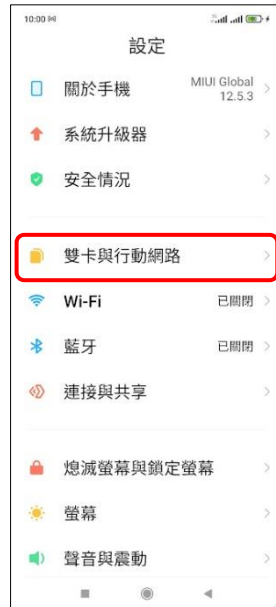 10:00
設定
關於手機 MIUI Global 12.5.3
系統升級器
安全情況
雙卡與行動網路
Wi-Fi 已關閉
藍牙 已關閉
連接與共享
熄滅螢幕與鎖定螢幕
螢幕
聲音與震動